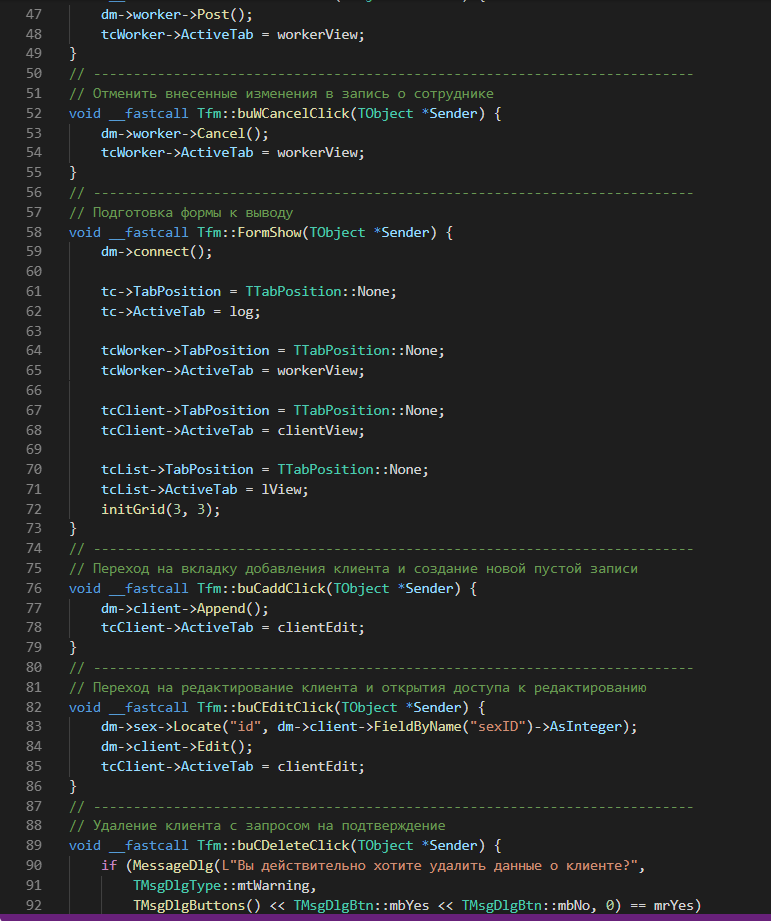 47 dm->worker->Post();
48 tcWorker->ActiveTab = workerView;
49 }
50 // ---------------------------------------------------------------------------
51 // Отменить внесенные изменения в запись о сотруднике
52 void __fastcall Tfm::buWCancelClick(TObject *Sender) {
53 dm->worker->Cancel();
54 tcWorker->ActiveTab = workerView;
55 }
56 // ---------------------------------------------------------------------------
57 // Подготовка формы к выводу
58 void __fastcall Tfm::FormShow(TObject *Sender) {
59 dm->connect();
60
61 tc->TabPosition = TTabPosition::None;
62 tc->ActiveTab = log;
63
64 tcWorker->TabPosition = TTabPosition::None;
65 tcWorker->ActiveTab = workerView;
66
67 tcClient->TabPosition = TTabPosition::None;
68 tcClient->ActiveTab = clientView;
69
70 tcList->TabPosition = TTabPosition::None;
71 tcList->ActiveTab = lView;
72 initGrid(3, 3);
73 }
74 // ---------------------------------------------------------------------------
75 // Переход на вкладку добавления клиента и создание новой пустой записи
76 void __fastcall Tfm::buCaddClick(TObject *Sender) {
77 dm->client->Append();
78 tcClient->ActiveTab = clientEdit;
79 }
80 // ---------------------------------------------------------------------------
81 // Переход на редактирование клиента и открытия доступа к редактированию
82 void __fastcall Tfm::buCEditClick(TObject *Sender) {
83 dm->sex->Locate("id", dm->client->FieldByName("sexID")->AsInteger);
84 dm->client->Edit();
85 tcClient->ActiveTab = clientEdit;
86 }
87 // ---------------------------------------------------------------------------
88 // Удаление клиента с запросом на подтверждение
89 void __fastcall Tfm::buCDeleteClick(TObject *Sender) {
90 if (MessageDlg(L"Вы действительно хотите удалить данные о клиенте?",
91 TMsgDlgType::mtWarning,
92 TMsgDlgButtons() << TMsgDlgBtn::mbYes << TMsgDlgBtn::mbNo, 0) == mrYes)